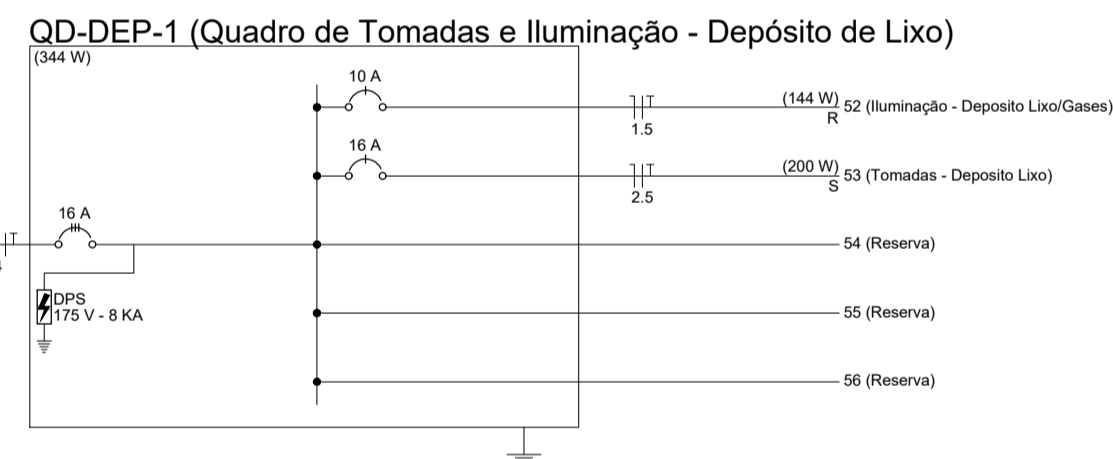 QD-DEP-1 (Quadro de Tomadas e Iluminação - Depósito de Lixo)
(344 W)
10 A
(144 W)
52 (Iluminação - Deposito Lixo/Gases)
R
1.5
16 A
(200 W)
53 (Tomadas - Deposito Lixo)
S
2.5
16 A
54 (Reserva)
DPS
175 V - 8 KA
55 (Reserva)
56 (Reserva)